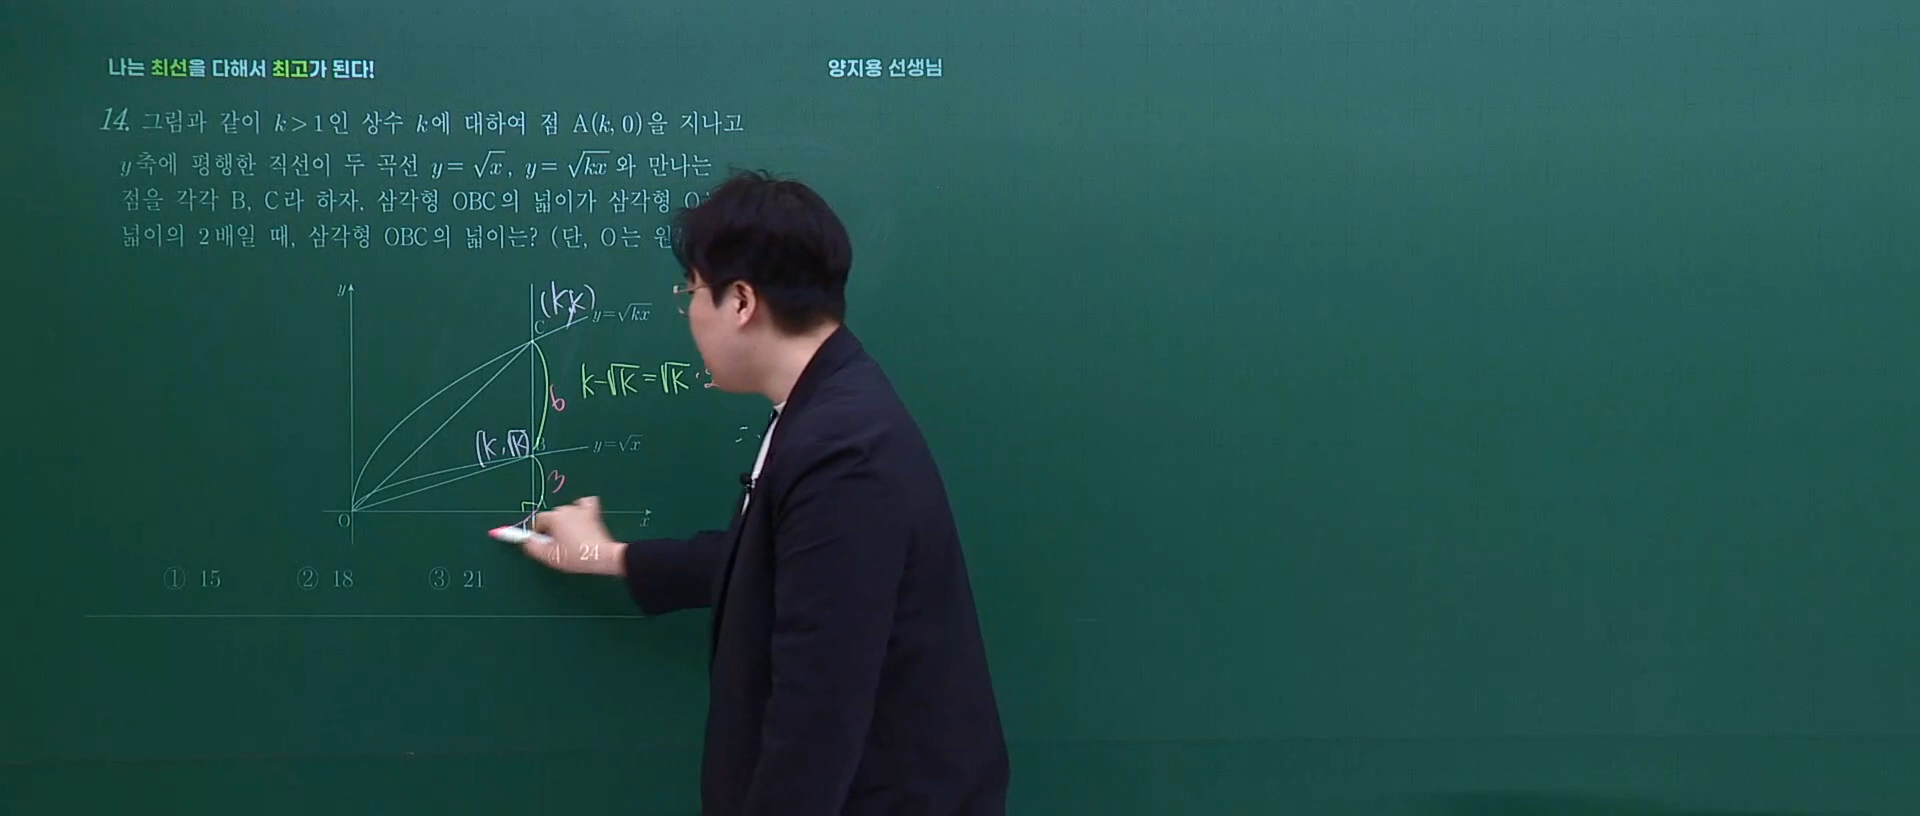 나는 최선을 다해서 최고가 된다!
양지용 선생님
14. 그림과 같이 k>1인 상수 k에 대하여 점 A(k, 0)을 지나고
y축에 평행한 직선이 두 곡선 y=√x, y=√kx 와 만나는
점을 각각 B, C라 하자. 삼각형 OBC의 넓이가 삼각형
넓이의 2배일 때, 삼각형 OBC의 넓이는? (단, O는
y
(k,k)
C
y=√kx
k-√k=√k·2
6
(k,√k)
B
y=√x
3
O
x
④ 24
① 15 ② 18 ③ 21